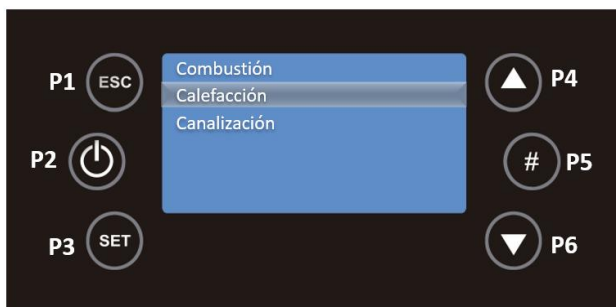 P1 ESC
Combustión
P4
Calefacción
Canalización
P2
# P5
P3 SET
P6